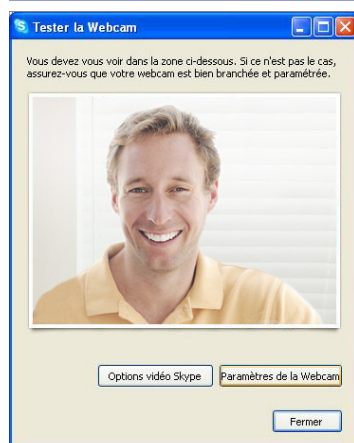 Tester la Webcam
Vous devez vous voir dans la zone ci-dessous. Si ce n'est pas le cas,
assurez-vous que votre webcam est bien branchée et paramétrée.
Options vidéo Skype
Paramètres de la Webcam
Fermer